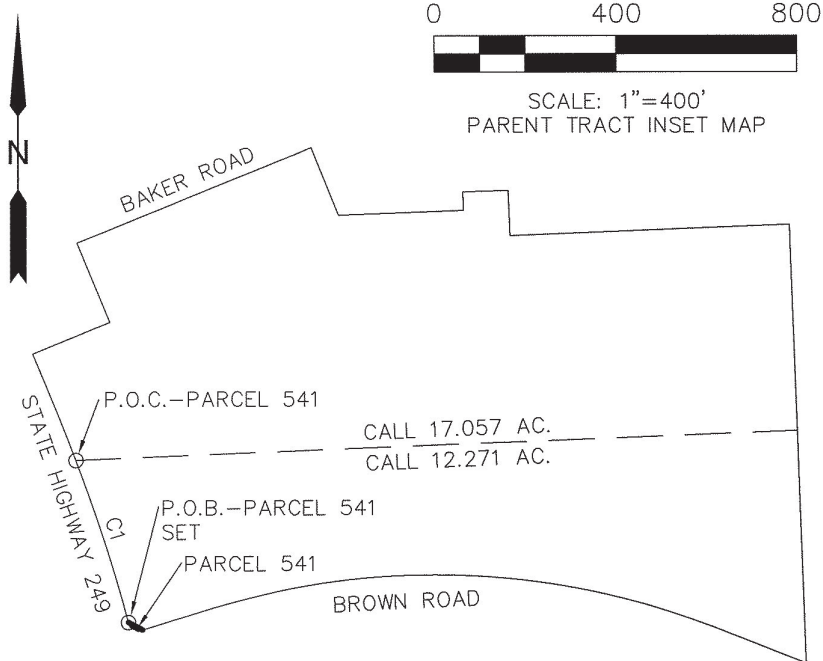 0 400 800
SCALE: 1"=400'
PARENT TRACT INSET MAP
N
BAKER ROAD
P.O.C.-PARCEL 541
CALL 17.057 AC.
CALL 12.271 AC.
STATE HIGHWAY 249
C1
P.O.B.-PARCEL 541
SET
PARCEL 541
BROWN ROAD